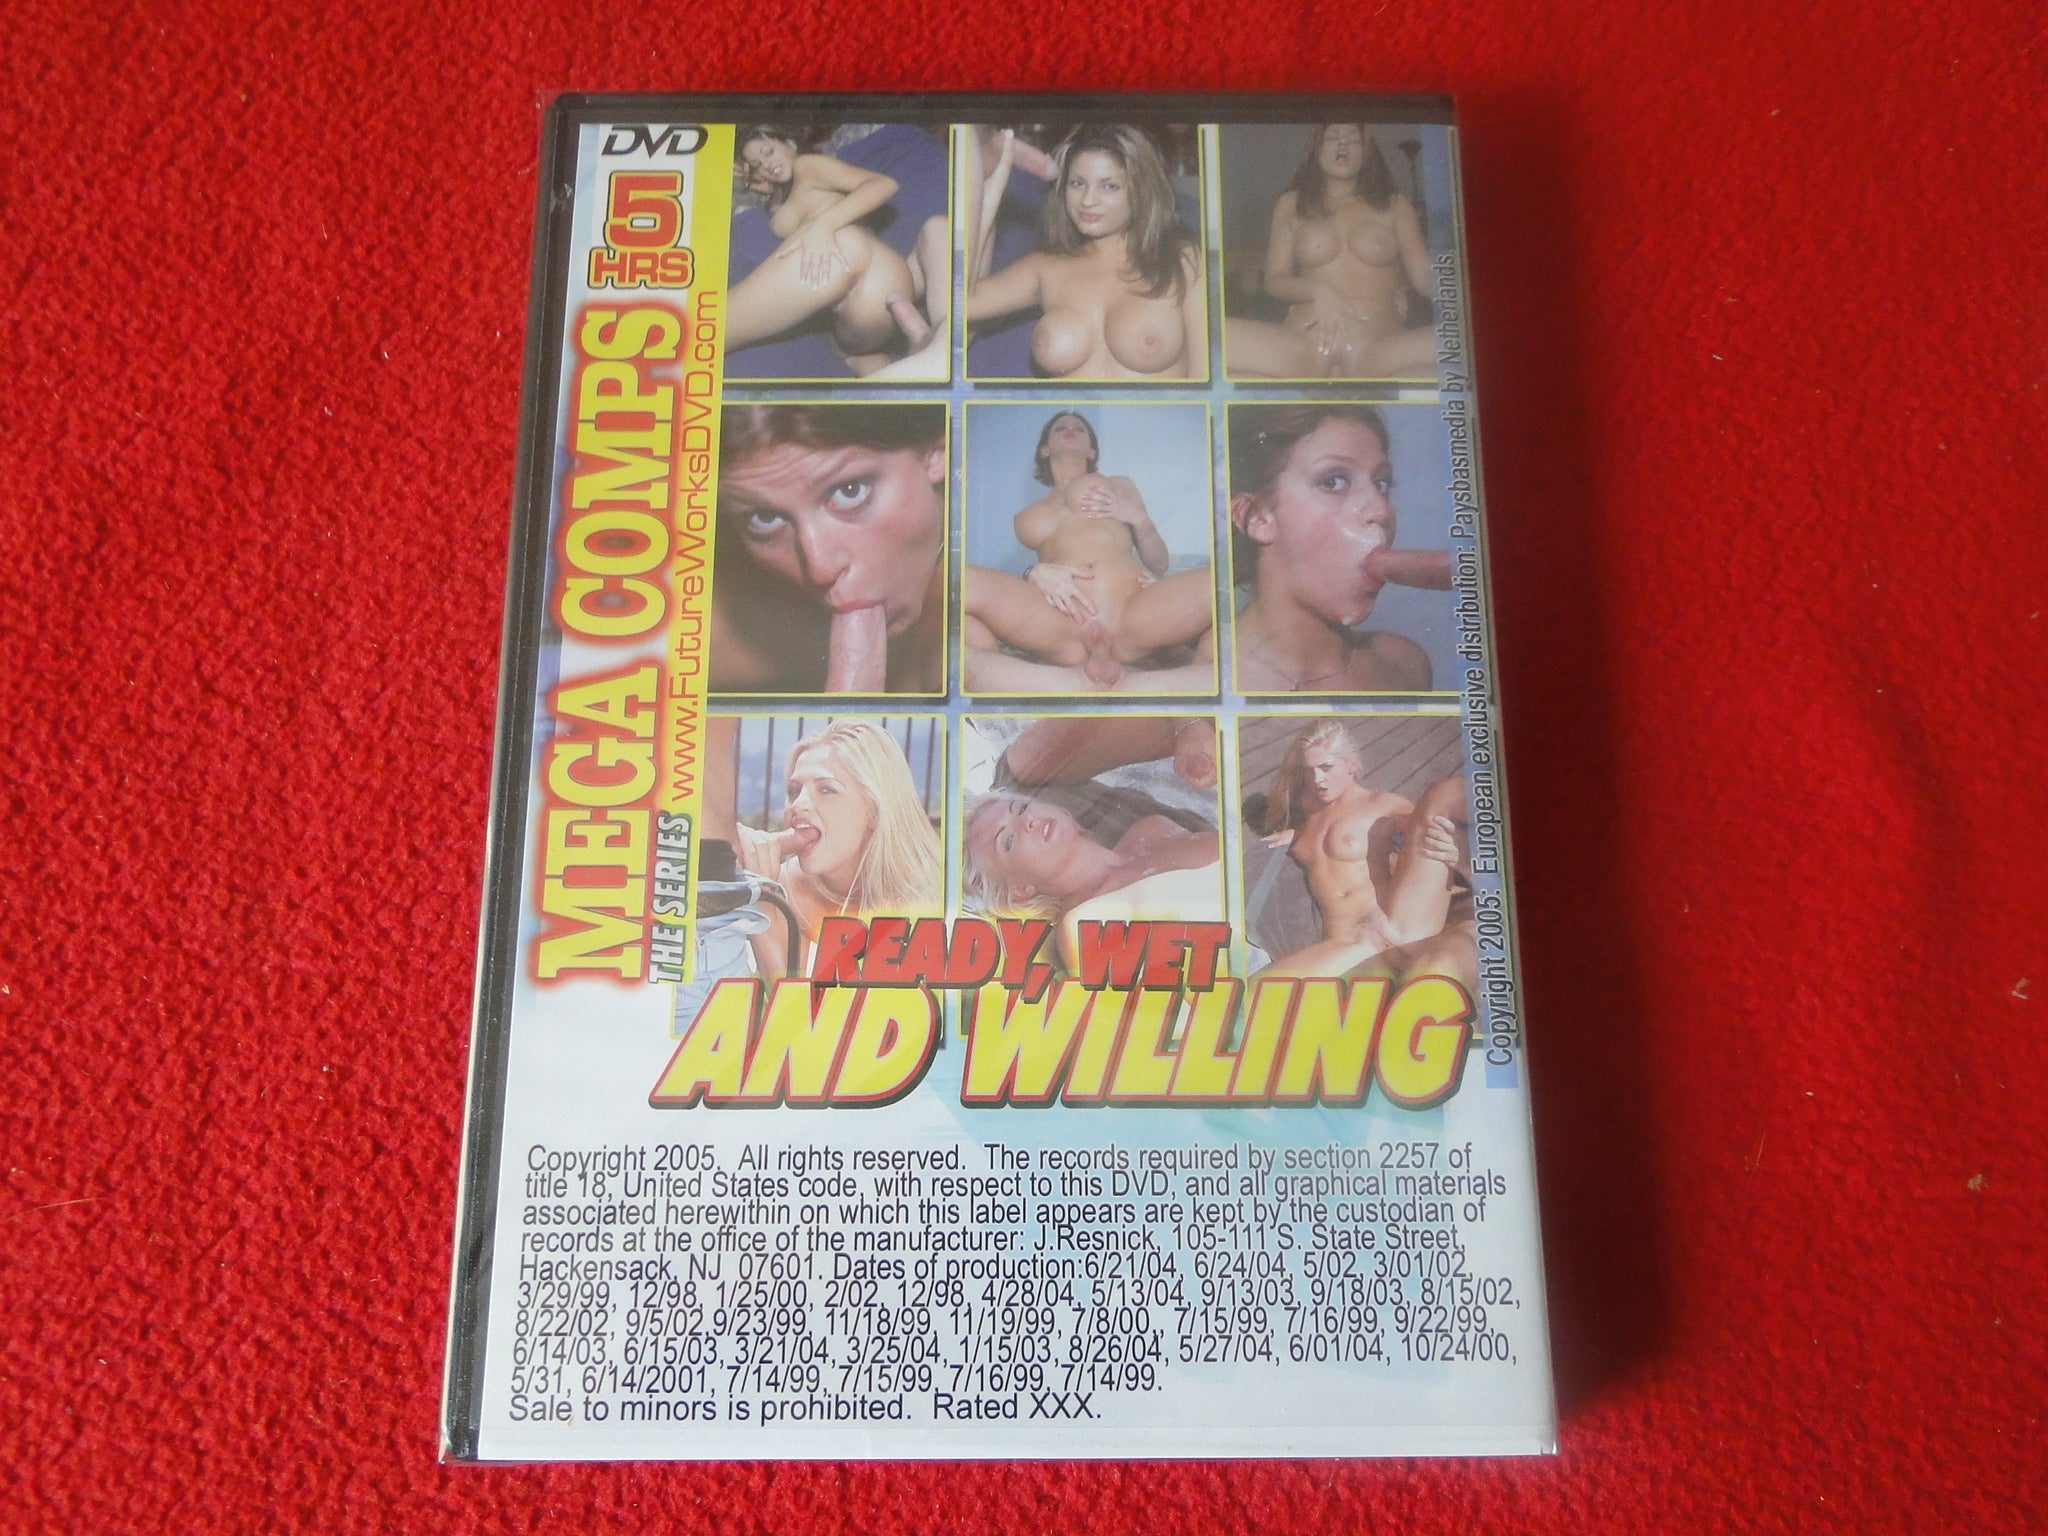 DVD
5
HRS
MEGA COMPS
THE SERIES
www.FutureWorksDVD.com
Copyright 2005: European exclusive distribution: Paysbasmedia by Netherlands.
READY, WET
AND WILLING
Copyright 2005. All rights reserved. The records required by section 2257 of
title 18, United States code, with respect to this DVD, and all graphical materials
associated herewithin on which this label appears are kept by the custodian of
records at the office of the manufacturer: J.Resnick, 105-111 S. State Street,
Hackensack, NJ 07601. Dates of production:6/21/04, 6/24/04, 5/02, 3/01/02,
3/29/99, 12/98, 1/25/00, 2/02, 12/98, 4/28/04, 5/13/04, 9/13/03, 9/18/03, 8/15/02,
8/22/02, 9/5/02,9/23/99, 11/18/99, 11/19/99, 7/8/00,, 7/15/99, 7/16/99, 9/22/99,
6/14/03, 6/15/03, 3/21/04, 3/25/04, 1/15/03, 8/26/04, 5/27/04, 6/01/04, 10/24/00,
5/31, 6/14/2001, 7/14/99, 7/15/99, 7/16/99, 7/14/99.
Sale to minors is prohibited. Rated XXX.